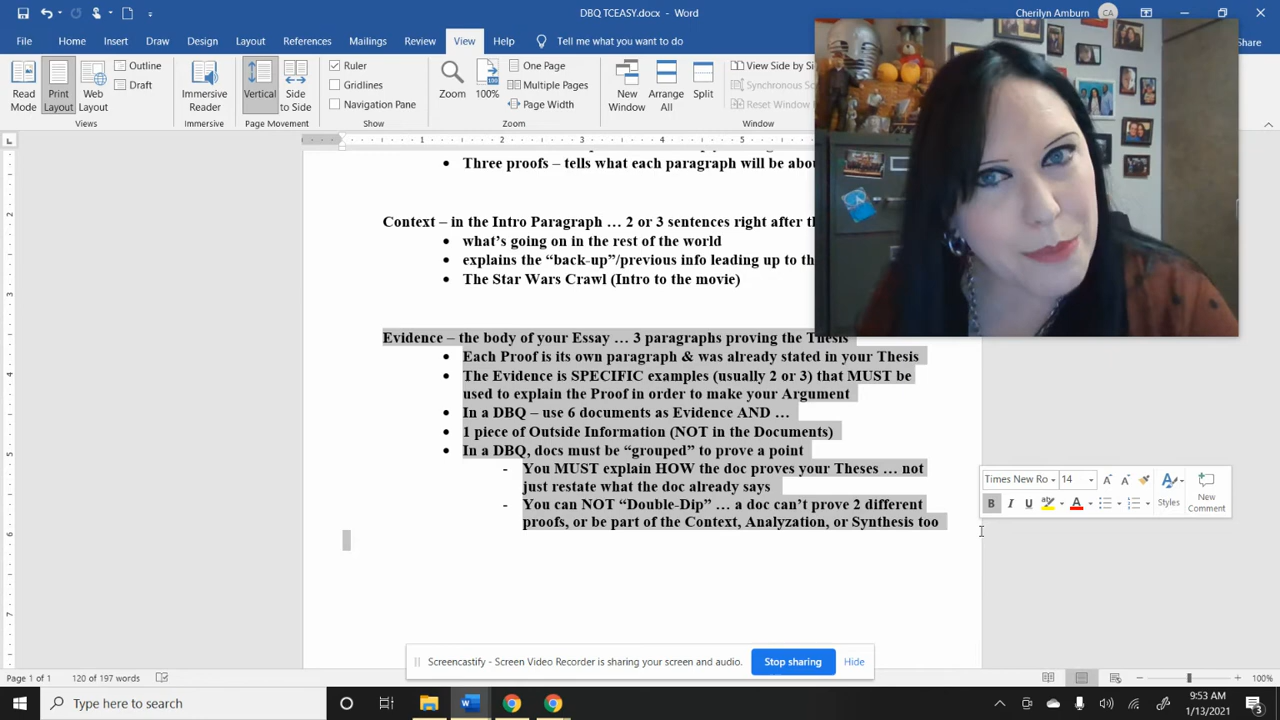 DBQ TCEASY.docx - Word
Cherilyn Amburn
CA
File Home Insert Draw Design Layout References Mailings Review View Help Tell me what you want to do
Share
Read Mode
Print Layout
Web Layout
Outline
Draft
Views
Immersive Reader
Immersive
Vertical
Side to Side
Page Movement
Ruler
Gridlines
Navigation Pane
Show
Zoom
100%
One Page
Multiple Pages
Page Width
Zoom
New Window
Arrange All
Split
View Side by Sid
Synchronous Sc
Reset Window P
Window
1 2 3 4 5
• Three proofs – tells what each paragraph will be abou
Context – in the Intro Paragraph … 2 or 3 sentences right after th
• what’s going on in the rest of the world
• explains the “back-up”/previous info leading up to th
• The Star Wars Crawl (Intro to the movie)
Evidence – the body of your Essay … 3 paragraphs proving the Thesis
• Each Proof is its own paragraph & was already stated in your Thesis
• The Evidence is SPECIFIC examples (usually 2 or 3) that MUST be
used to explain the Proof in order to make your Argument
• In a DBQ – use 6 documents as Evidence AND …
• 1 piece of Outside Information (NOT in the Documents)
• In a DBQ, docs must be “grouped” to prove a point
- You MUST explain HOW the doc proves your Theses … not
just restate what the doc already says
- You can NOT “Double-Dip” … a doc can’t prove 2 different
proofs, or be part of the Context, Analyzation, or Synthesis too
Times New Ro 14
B I U
Styles
New Comment
Screencastify - Screen Video Recorder is sharing your screen and audio.
Stop sharing
Hide
Page 1 of 1 120 of 197 words
100%
Type here to search
9:53 AM
1/13/2021
3